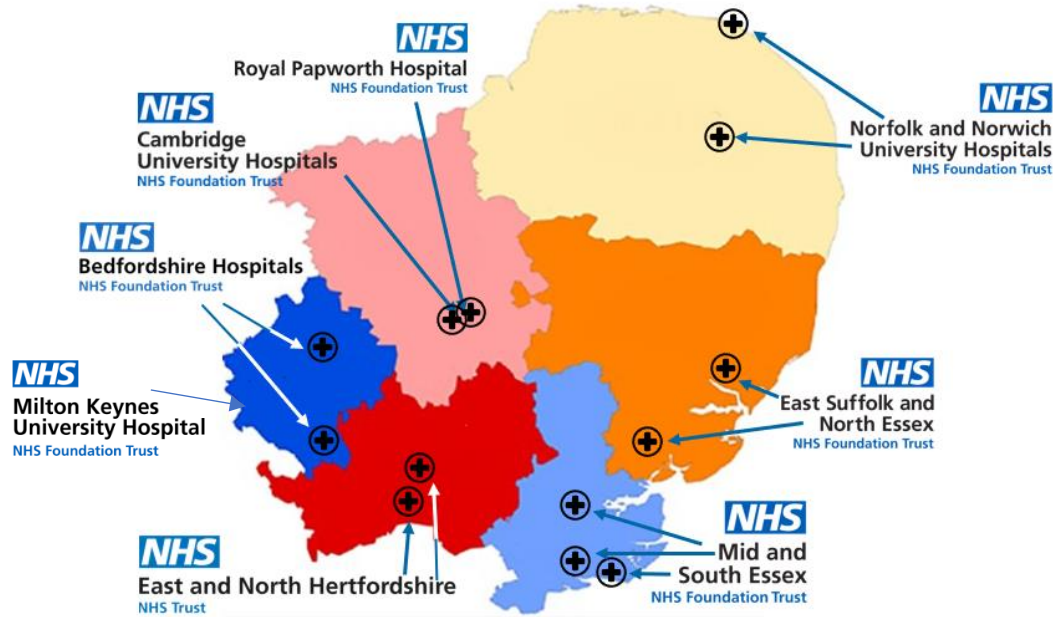 NHS
Royal Papworth Hospital
NHS Foundation Trust
NHS
Cambridge
University Hospitals
NHS Foundation Trust
NHS
Norfolk and Norwich
University Hospitals
NHS Foundation Trust
NHS
Bedfordshire Hospitals
NHS Foundation Trust
NHS
Milton Keynes
University Hospital
NHS Foundation Trust
NHS
East Suffolk and
North Essex
NHS Foundation Trust
NHS
Mid and
South Essex
NHS Foundation Trust
NHS
East and North Hertfordshire
NHS Trust